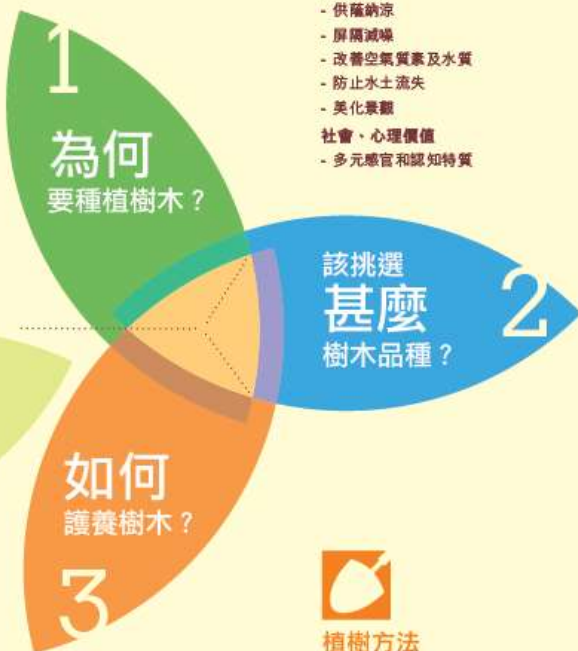 - 供蔭納涼
- 屏隔減噪
- 改善空氣質素及水質
- 防止水土流失
- 美化景觀
社會、心理價值
- 多元感官和認知特質
1
為何
要種植樹木？
該挑選
甚麼
樹木品種？
2
如何
護養樹木？
3
植樹方法